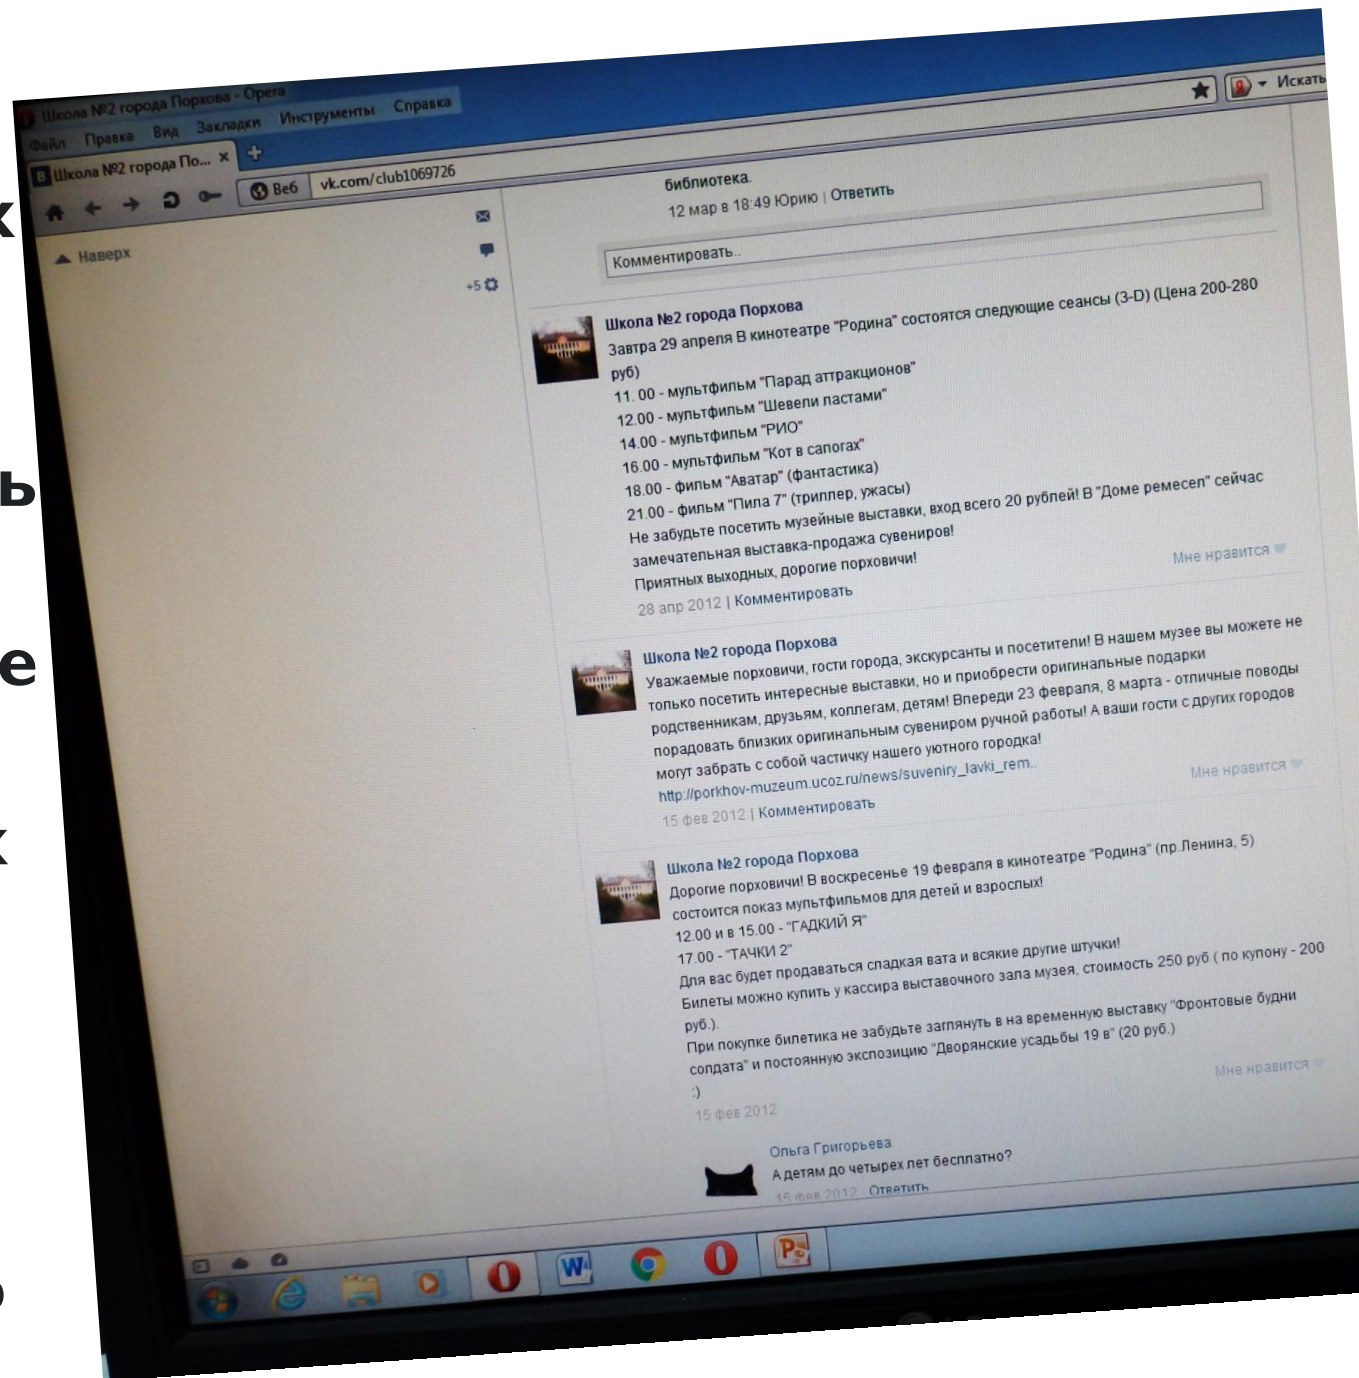 к
ь
е
к
о
Школа №2 города Порхова - Opera
Файл Правка Вид Закладки Инструменты Справка
Школа №2 города По... × +
Веб vk.com/club1069726 Искать
Наверх
+5
библиотека.
12 мар в 18:49 Юрию | Ответить
Комментировать..
Школа №2 города Порхова
Завтра 29 апреля В кинотеатре "Родина" состоятся следующие сеансы (3-D) (Цена 200-280
руб)
11. 00 - мультфильм "Парад аттракционов"
12.00 - мультфильм "Шевели ластами"
14.00 - мультфильм "РИО"
16.00 - мультфильм "Кот в сапогах"
18.00 - фильм "Аватар" (фантастика)
21.00 - фильм "Пила 7" (триллер, ужасы)
Не забудьте посетить музейные выставки, вход всего 20 рублей! В "Доме ремесел" сейчас
замечательная выставка-продажа сувениров!
Приятных выходных, дорогие порховичи!
28 апр 2012 | Комментировать Мне нравится
Школа №2 города Порхова
Уважаемые порховичи, гости города, экскурсанты и посетители! В нашем музее вы можете не
только посетить интересные выставки, но и приобрести оригинальные подарки
родственникам, друзьям, коллегам, детям! Впереди 23 февраля, 8 марта - отличные поводы
порадовать близких оригинальным сувениром ручной работы! А ваши гости с других городов
могут забрать с собой частичку нашего уютного городка!
http://porkhov-muzeum.ucoz.ru/news/suveniry_lavki_rem..
15 фев 2012 | Комментировать Мне нравится
Школа №2 города Порхова
Дорогие порховичи! В воскресенье 19 февраля в кинотеатре "Родина" (пр.Ленина, 5)
состоится показ мультфильмов для детей и взрослых!
12.00 и в 15.00 - "ГАДКИЙ Я"
17.00 - "ТАЧКИ 2"
Для вас будет продаваться сладкая вата и всякие другие штучки!
Билеты можно купить у кассира выставочного зала музея, стоимость 250 руб ( по купону - 200
руб.).
При покупке билетика не забудьте заглянуть в на временную выставку "Фронтовые будни
солдата" и постоянную экспозицию "Дворянские усадьбы 19 в" (20 руб.)
:)
15 фев 2012 Мне нравится
Ольга Григорьева
А детям до четырех лет бесплатно?
15 фев 2012 Ответить